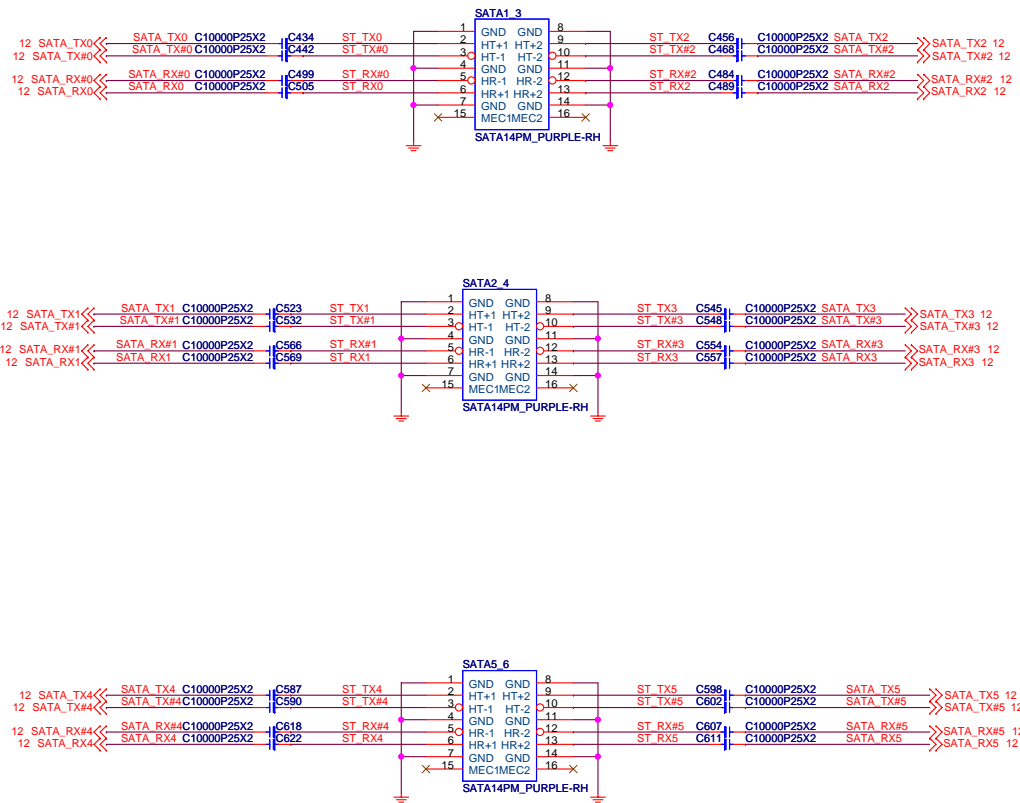 SATA1_3
12 SATA_TX0 SATA_TX0 C10000P25X2 C434 ST_TX0 1 GND GND 8 ST_TX2 C456 C10000P25X2 SATA_TX2 SATA_TX2 12
2 HT+1 HT+2 9
12 SATA_TX#0 SATA_TX#0 C10000P25X2 C442 ST_TX#0 3 HT-1 HT-2 10 ST_TX#2 C468 C10000P25X2 SATA_TX#2 SATA_TX#2 12
4 GND GND 11
12 SATA_RX#0 SATA_RX#0 C10000P25X2 C499 ST_RX#0 5 HR-1 HR-2 12 ST_RX#2 C484 C10000P25X2 SATA_RX#2 SATA_RX#2 12
12 SATA_RX0 SATA_RX0 C10000P25X2 C505 ST_RX0 6 HR+1 HR+2 13 ST_RX2 C489 C10000P25X2 SATA_RX2 SATA_RX2 12
7 GND GND 14
15 MEC1 MEC2 16
SATA14PM_PURPLE-RH
SATA2_4
1 GND GND 8
12 SATA_TX1 SATA_TX1 C10000P25X2 C523 ST_TX1 2 HT+1 HT+2 9 ST_TX3 C545 C10000P25X2 SATA_TX3 SATA_TX3 12
12 SATA_TX#1 SATA_TX#1 C10000P25X2 C532 ST_TX#1 3 HT-1 HT-2 10 ST_TX#3 C548 C10000P25X2 SATA_TX#3 SATA_TX#3 12
4 GND GND 11
12 SATA_RX#1 SATA_RX#1 C10000P25X2 C566 ST_RX#1 5 HR-1 HR-2 12 ST_RX#3 C554 C10000P25X2 SATA_RX#3 SATA_RX#3 12
12 SATA_RX1 SATA_RX1 C10000P25X2 C569 ST_RX1 6 HR+1 HR+2 13 ST_RX3 C557 C10000P25X2 SATA_RX3 SATA_RX3 12
7 GND GND 14
15 MEC1 MEC2 16
SATA14PM_PURPLE-RH
SATA5_6
1 GND GND 8
12 SATA_TX4 SATA_TX4 C10000P25X2 C587 ST_TX4 2 HT+1 HT+2 9 ST_TX5 C598 C10000P25X2 SATA_TX5 SATA_TX5 12
12 SATA_TX#4 SATA_TX#4 C10000P25X2 C590 ST_TX#4 3 HT-1 HT-2 10 ST_TX#5 C602 C10000P25X2 SATA_TX#5 SATA_TX#5 12
4 GND GND 11
12 SATA_RX#4 SATA_RX#4 C10000P25X2 C618 ST_RX#4 5 HR-1 HR-2 12 ST_RX#5 C607 C10000P25X2 SATA_RX#5 SATA_RX#5 12
12 SATA_RX4 SATA_RX4 C10000P25X2 C622 ST_RX4 6 HR+1 HR+2 13 ST_RX5 C611 C10000P25X2 SATA_RX5 SATA_RX5 12
7 GND GND 14
15 MEC1 MEC2 16
SATA14PM_PURPLE-RH